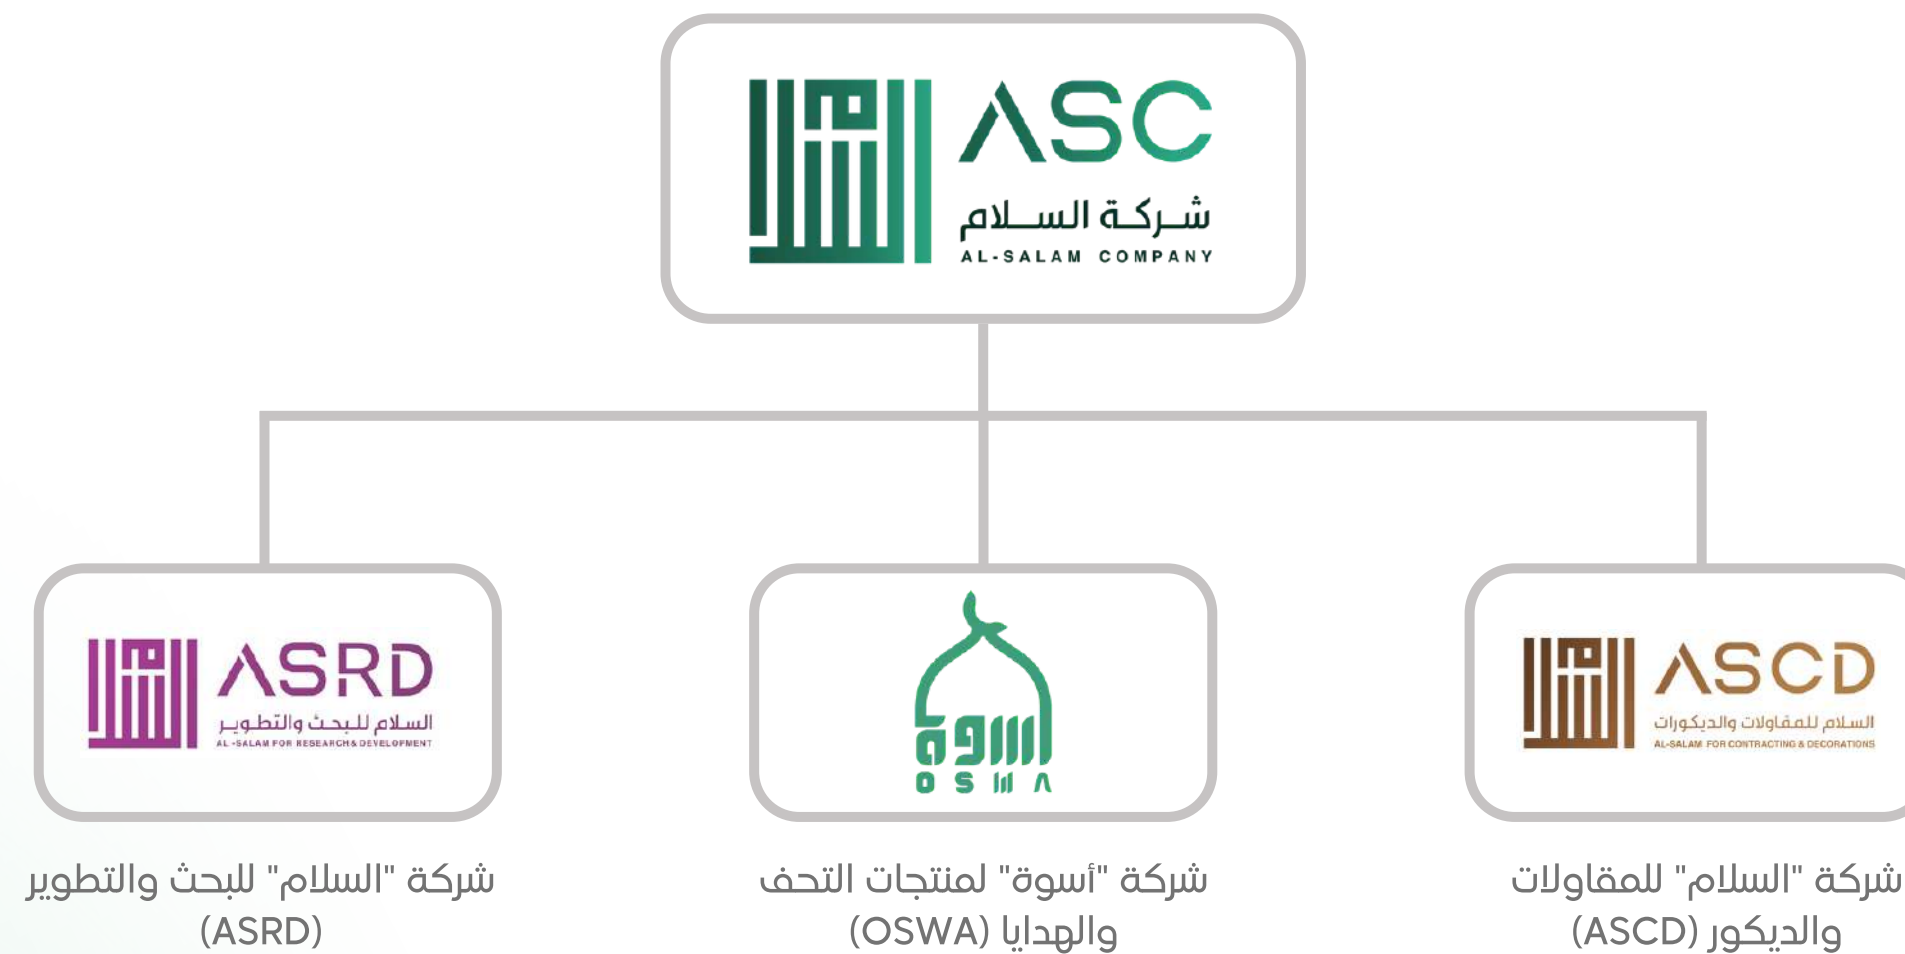 ASC
شركة السلام
AL-SALAM COMPANY
ASCD
السلام للمقاولات والديكورات
AL-SALAM FOR CONTRACTING & DECORATIONS
شركة "السلام" للمقاولات
والديكور (ASCD)
أسوة
OSWA
شركة "أسوة" لمنتجات التحف
والهدايا (OSWA)
ASRD
السلام للبحث والتطوير
AL-SALAM FOR RESEARCH & DEVELOPMENT
شركة "السلام" للبحث والتطوير
(ASRD)